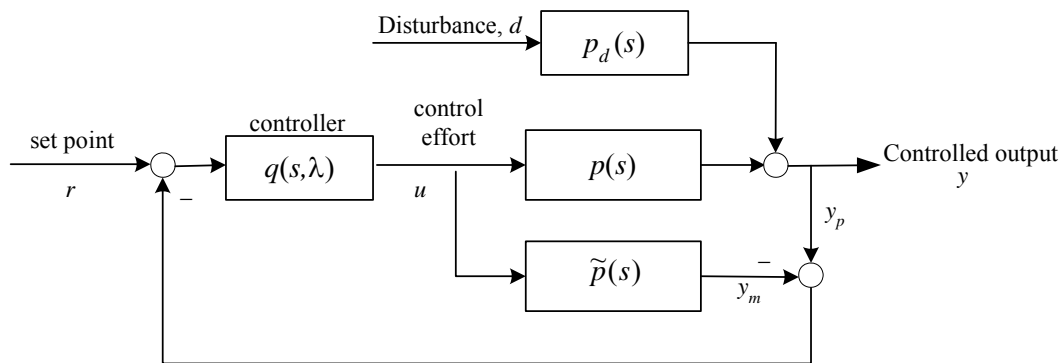 Disturbance, d
p_d(s)
control
effort
controller
set point
r
q(s,λ)
u
p(s)
Controlled output
y
y_p
p̃(s)
y_m
−
−